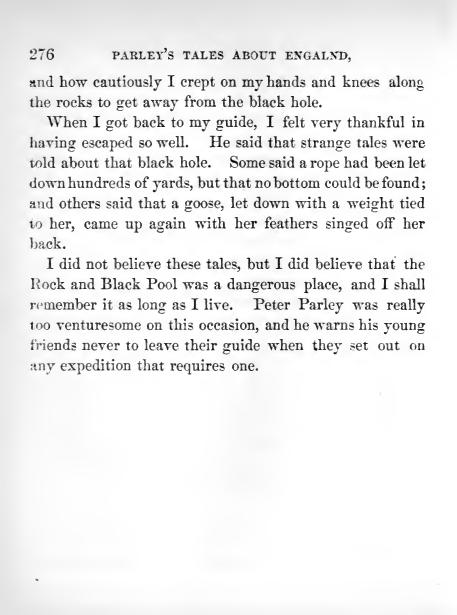 276 PARLEY'S TALES ABOUT ENGALND,
and how cautiously I crept on my hands and knees along
the rocks to get away from the black hole.
When I got back to my guide, I felt very thankful in
having escaped so well. He said that strange tales were
told about that black hole. Some said a rope had been let
down hundreds of yards, but that no bottom could be found;
and others said that a goose, let down with a weight tied
to her, came up again with her feathers singed off her
back.
I did not believe these tales, but I did believe that the
Rock and Black Pool was a dangerous place, and I shall
remember it as long as I live. Peter Parley was really
too venturesome on this occasion, and he warns his young
friends never to leave their guide when they set out on
any expedition that requires one.